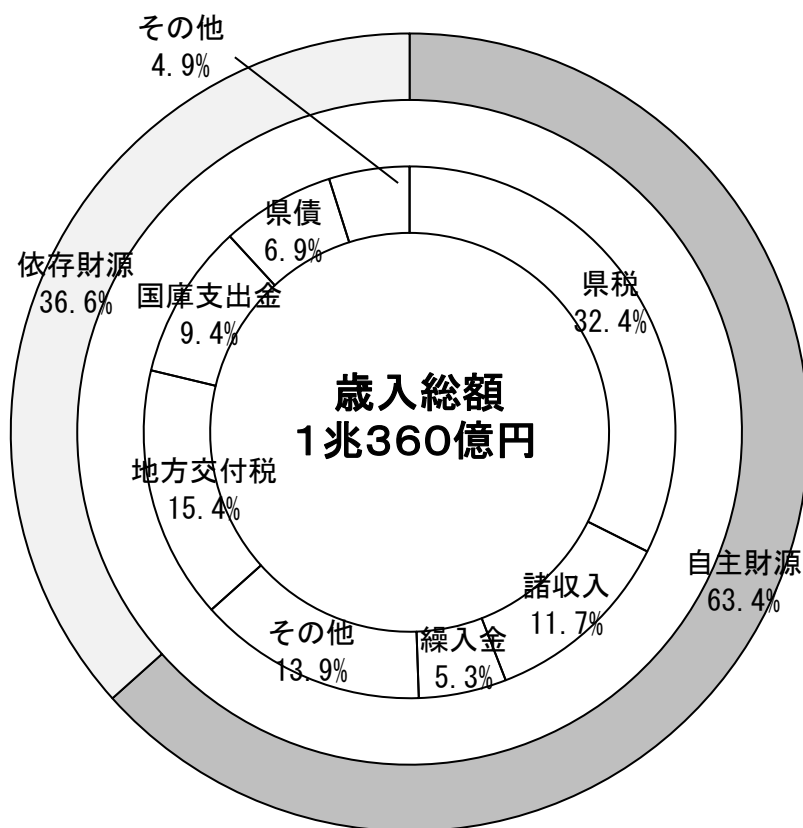 その他
4.9%
県債
6.9%
依存財源
36.6%
国庫支出金
9.4%
県税
32.4%
歳入総額
1兆360億円
地方交付税
15.4%
自主財源
63.4%
諸収入
11.7%
その他
13.9%
繰入金
5.3%